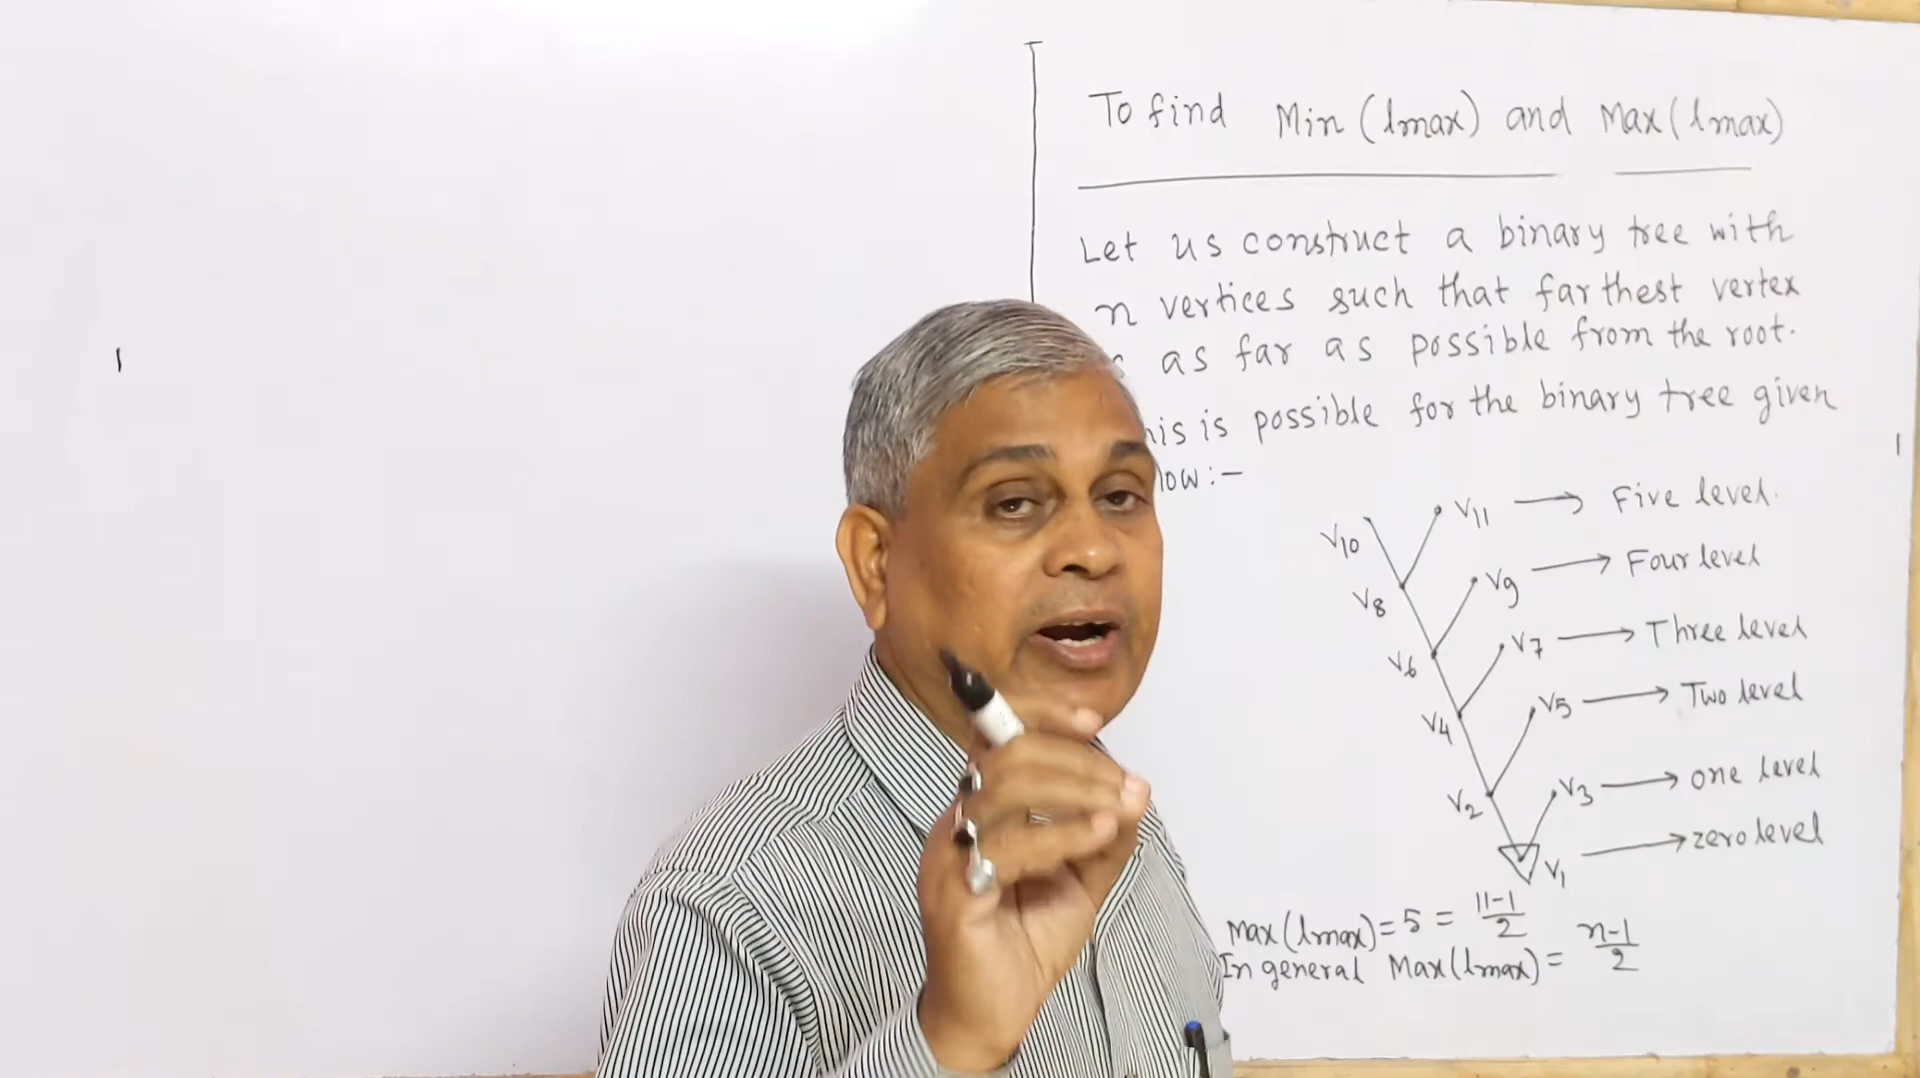 To find Min (lmax) and Max (lmax)
Let us construct a binary tree with
n vertices such that farthest vertex
as far as possible from the root.
is possible for the binary tree given
:-
V10 V11 → Five level.
V8 V9 → Four level
V6 V7 → Three level
V4 V5 → Two level
V2 V3 → one level
V1 → zero level
Max (lmax) = 5 = 11-1/2
In general Max (lmax) = n-1/2